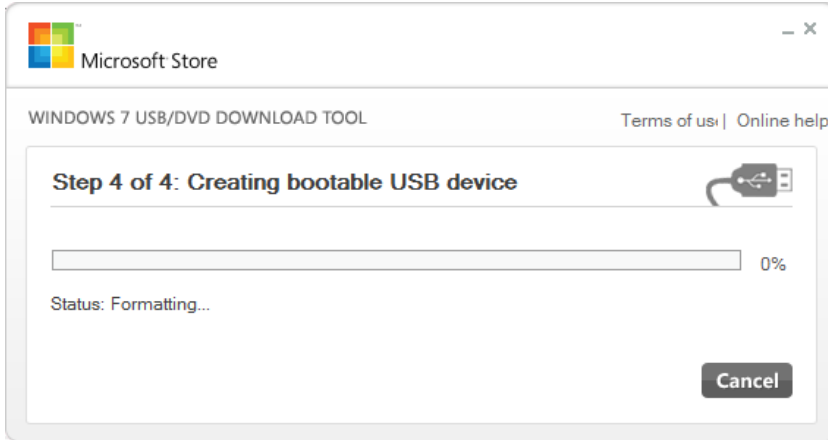 Microsoft Store
WINDOWS 7 USB/DVD DOWNLOAD TOOL
Terms of us | Online help
Step 4 of 4: Creating bootable USB device
0%
Status: Formatting...
Cancel